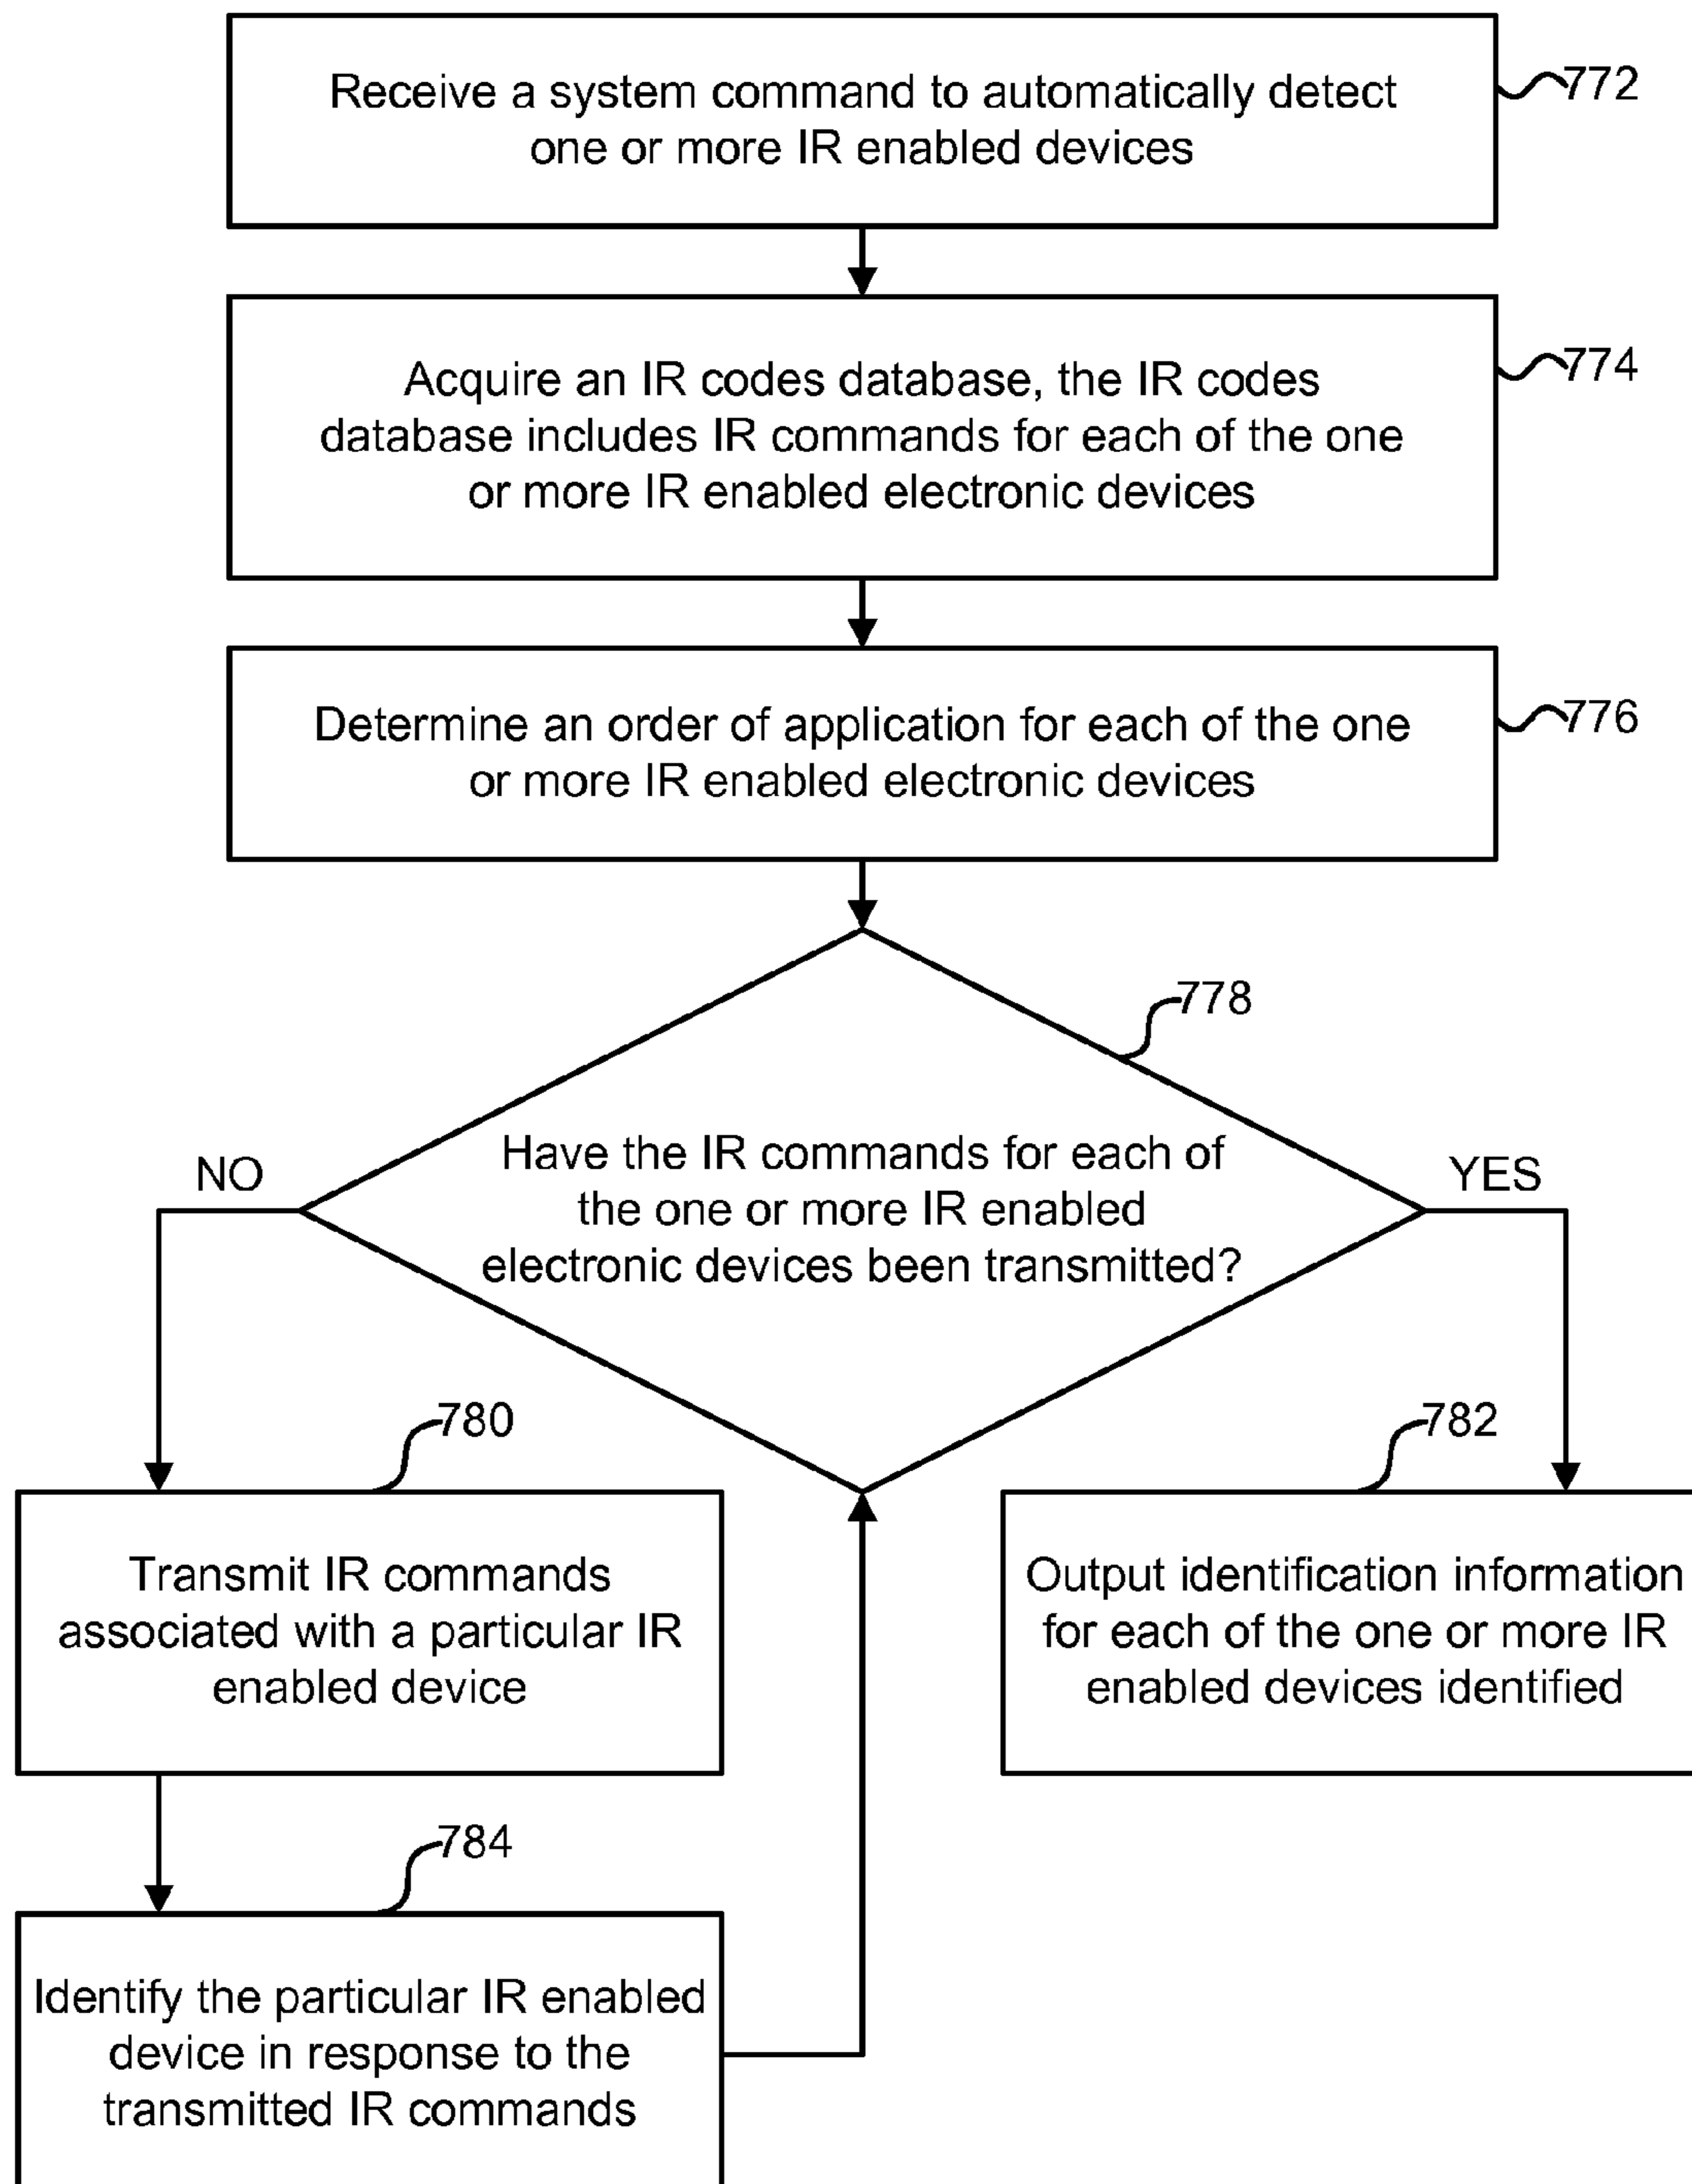 Receive a system command to automatically detect
one or more IR enabled devices
772
Acquire an IR codes database, the IR codes
database includes IR commands for each of the one
or more IR enabled electronic devices
774
Determine an order of application for each of the one
or more IR enabled electronic devices
776
778
Have the IR commands for each of
the one or more IR enabled
electronic devices been transmitted?
NO
YES
780
Transmit IR commands
associated with a particular IR
enabled device
782
Output identification information
for each of the one or more IR
enabled devices identified
784
Identify the particular IR enabled
device in response to the
transmitted IR commands